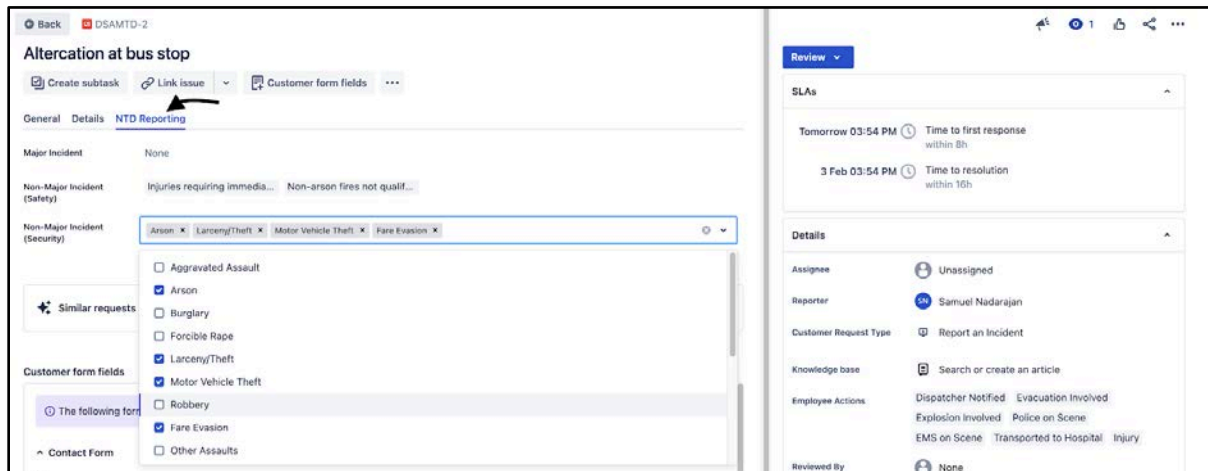 Back DSAMTD-2
Altercation at bus stop
Create subtask Link issue Customer form fields
General Details NTD Reporting
Major Incident None
Non-Major Incident (Safety) Injuries requiring immedia... Non-arson fires not qualif...
Non-Major Incident (Security) Arson Larceny/Theft Motor Vehicle Theft Fare Evasion
Aggravated Assault
Arson
Burglary
Forcible Rape
Larceny/Theft
Motor Vehicle Theft
Robbery
Fare Evasion
Other Assaults
Similar requests
Customer form fields
The following for
Contact Form
1
Review
SLAs
Tomorrow 03:54 PM Time to first response
within 8h
3 Feb 03:54 PM Time to resolution
within 16h
Details
Assignee Unassigned
Reporter SN Samuel Nadarajan
Customer Request Type Report an Incident
Knowledge base Search or create an article
Employee Actions Dispatcher Notified Evacuation Involved
Explosion Involved Police on Scene
EMS on Scene Transported to Hospital Injury
Reviewed By None